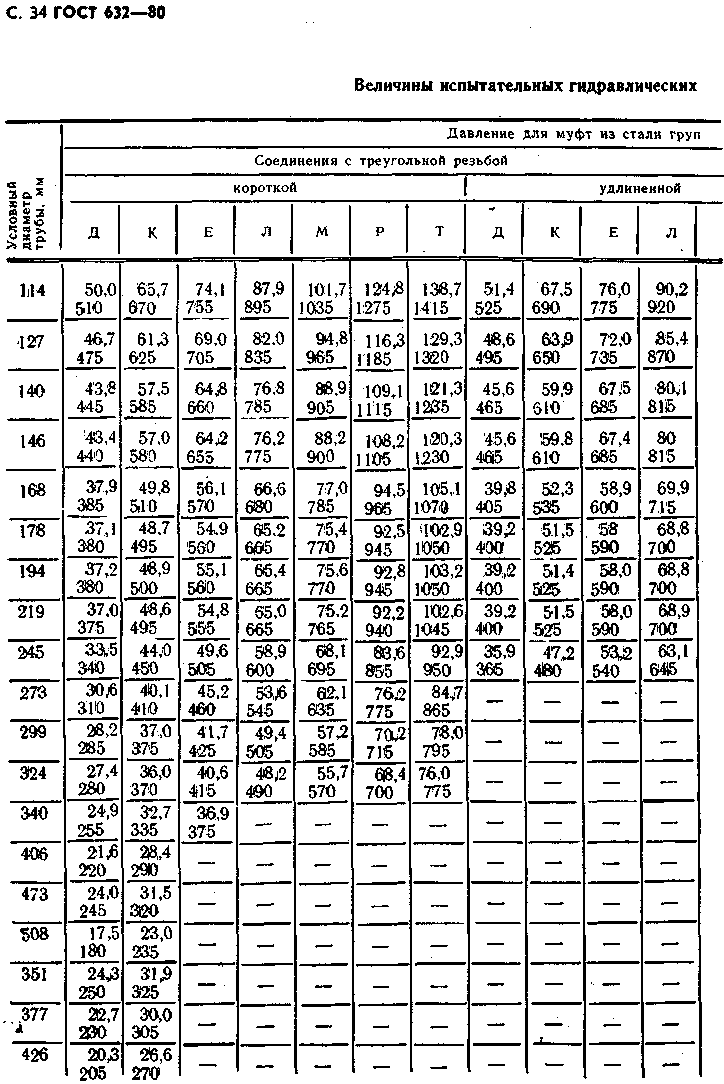 С. 34 ГОСТ 632—80
Величины испытательных гидравлических
Условный диаметр трубы, мм
Давление для муфт из стали груп
Соединения с треугольной резьбой
короткой | удлиненной
Д К Е Л М Р Т Д К Е Л
114 50,0 65,7 74,1 87,9 101,7 124,8 138,7 51,4 67,5 76,0 90,2
510 670 755 895 1035 1275 1415 525 690 775 920
127 46,7 61,3 69,0 82,0 94,8 116,3 129,3 48,6 63,9 72,0 85,4
475 625 705 835 965 1185 1320 495 650 735 870
140 43,8 57,5 64,8 76,8 88,9 109,1 121,3 45,6 59,9 67,5 80,1
445 585 660 785 905 1115 1235 465 610 685 815
146 43,4 57,0 64,2 76,2 88,2 108,2 120,3 45,6 59,8 67,4 80
440 580 655 775 900 1105 1230 465 610 685 815
168 37,9 49,8 56,1 66,6 77,0 94,5 105,1 39,8 52,3 58,9 69,9
385 510 570 680 785 965 1070 405 535 600 715
178 37,1 48,7 54,9 65,2 75,4 92,5 102,9 39,2 51,5 58 68,8
380 495 560 665 770 945 1050 400 525 590 700
194 37,2 48,9 55,1 65,4 75,6 92,8 103,2 39,2 51,4 58,0 68,8
380 500 560 665 770 945 1050 400 525 590 700
219 37,0 48,6 54,8 65,0 75,2 92,2 102,6 39,2 51,5 58,0 68,9
375 495 555 665 765 940 1045 400 525 590 700
245 33,5 44,0 49,6 58,9 68,1 83,6 92,9 35,9 47,2 53,2 63,1
340 450 505 600 695 855 950 365 480 540 645
273 30,6 40,1 45,2 53,6 62,1 76,2 84,7 — — — —
310 410 460 545 635 775 865
299 28,2 37,0 41,7 49,4 57,2 70,2 78,0 — — — —
285 375 425 505 585 715 795
324 27,4 36,0 40,6 48,2 55,7 68,4 76,0 — — — —
280 370 415 490 570 700 775
340 24,9 32,7 36,9 — — — — — — — —
255 335 375
406 21,6 28,4 — — — — — — — — —
220 290
473 24,0 31,5 — — — — — — — — —
245 320
508 17,5 23,0 — — — — — — — — —
180 235
351 24,3 31,9 — — — — — — — — —
250 325
377 22,7 30,0 — — — — — — — — —
230 305
426 20,3 26,6 — — — — — — — — —
205 270